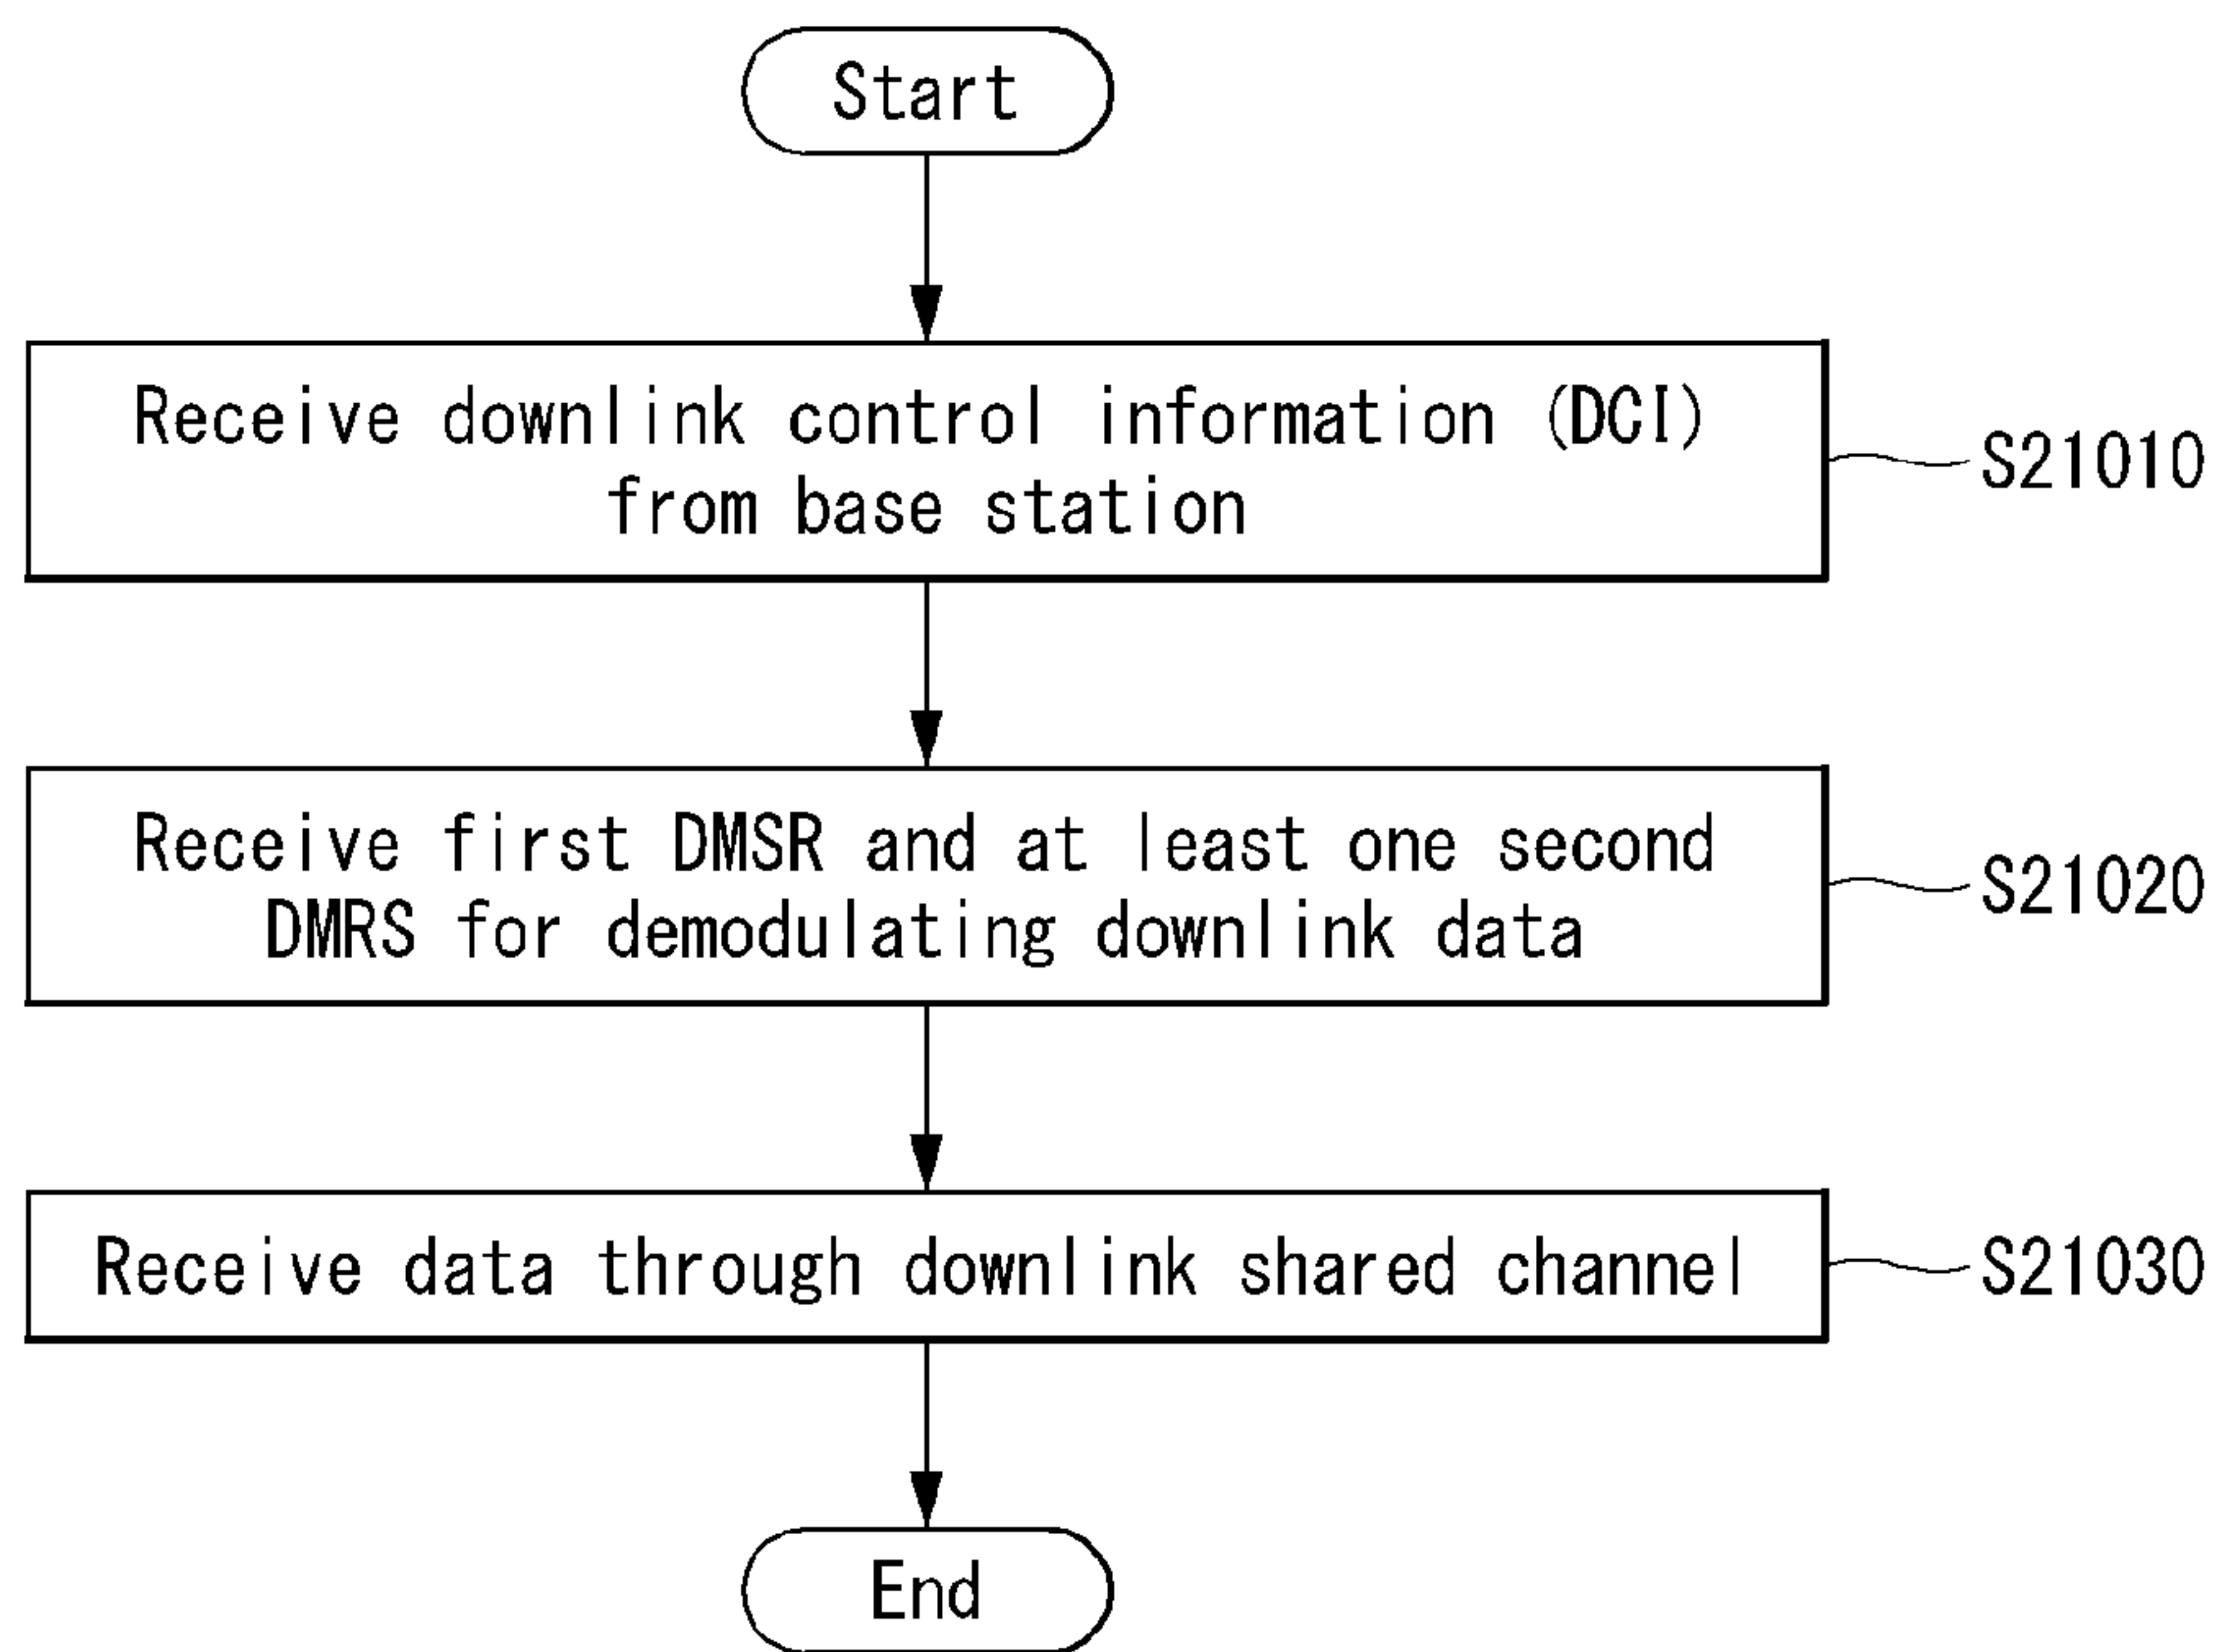 Start
Receive downlink control information (DCI)
from base station
S21010
Receive first DMSR and at least one second
DMRS for demodulating downlink data
S21020
Receive data through downlink shared channel
S21030
End